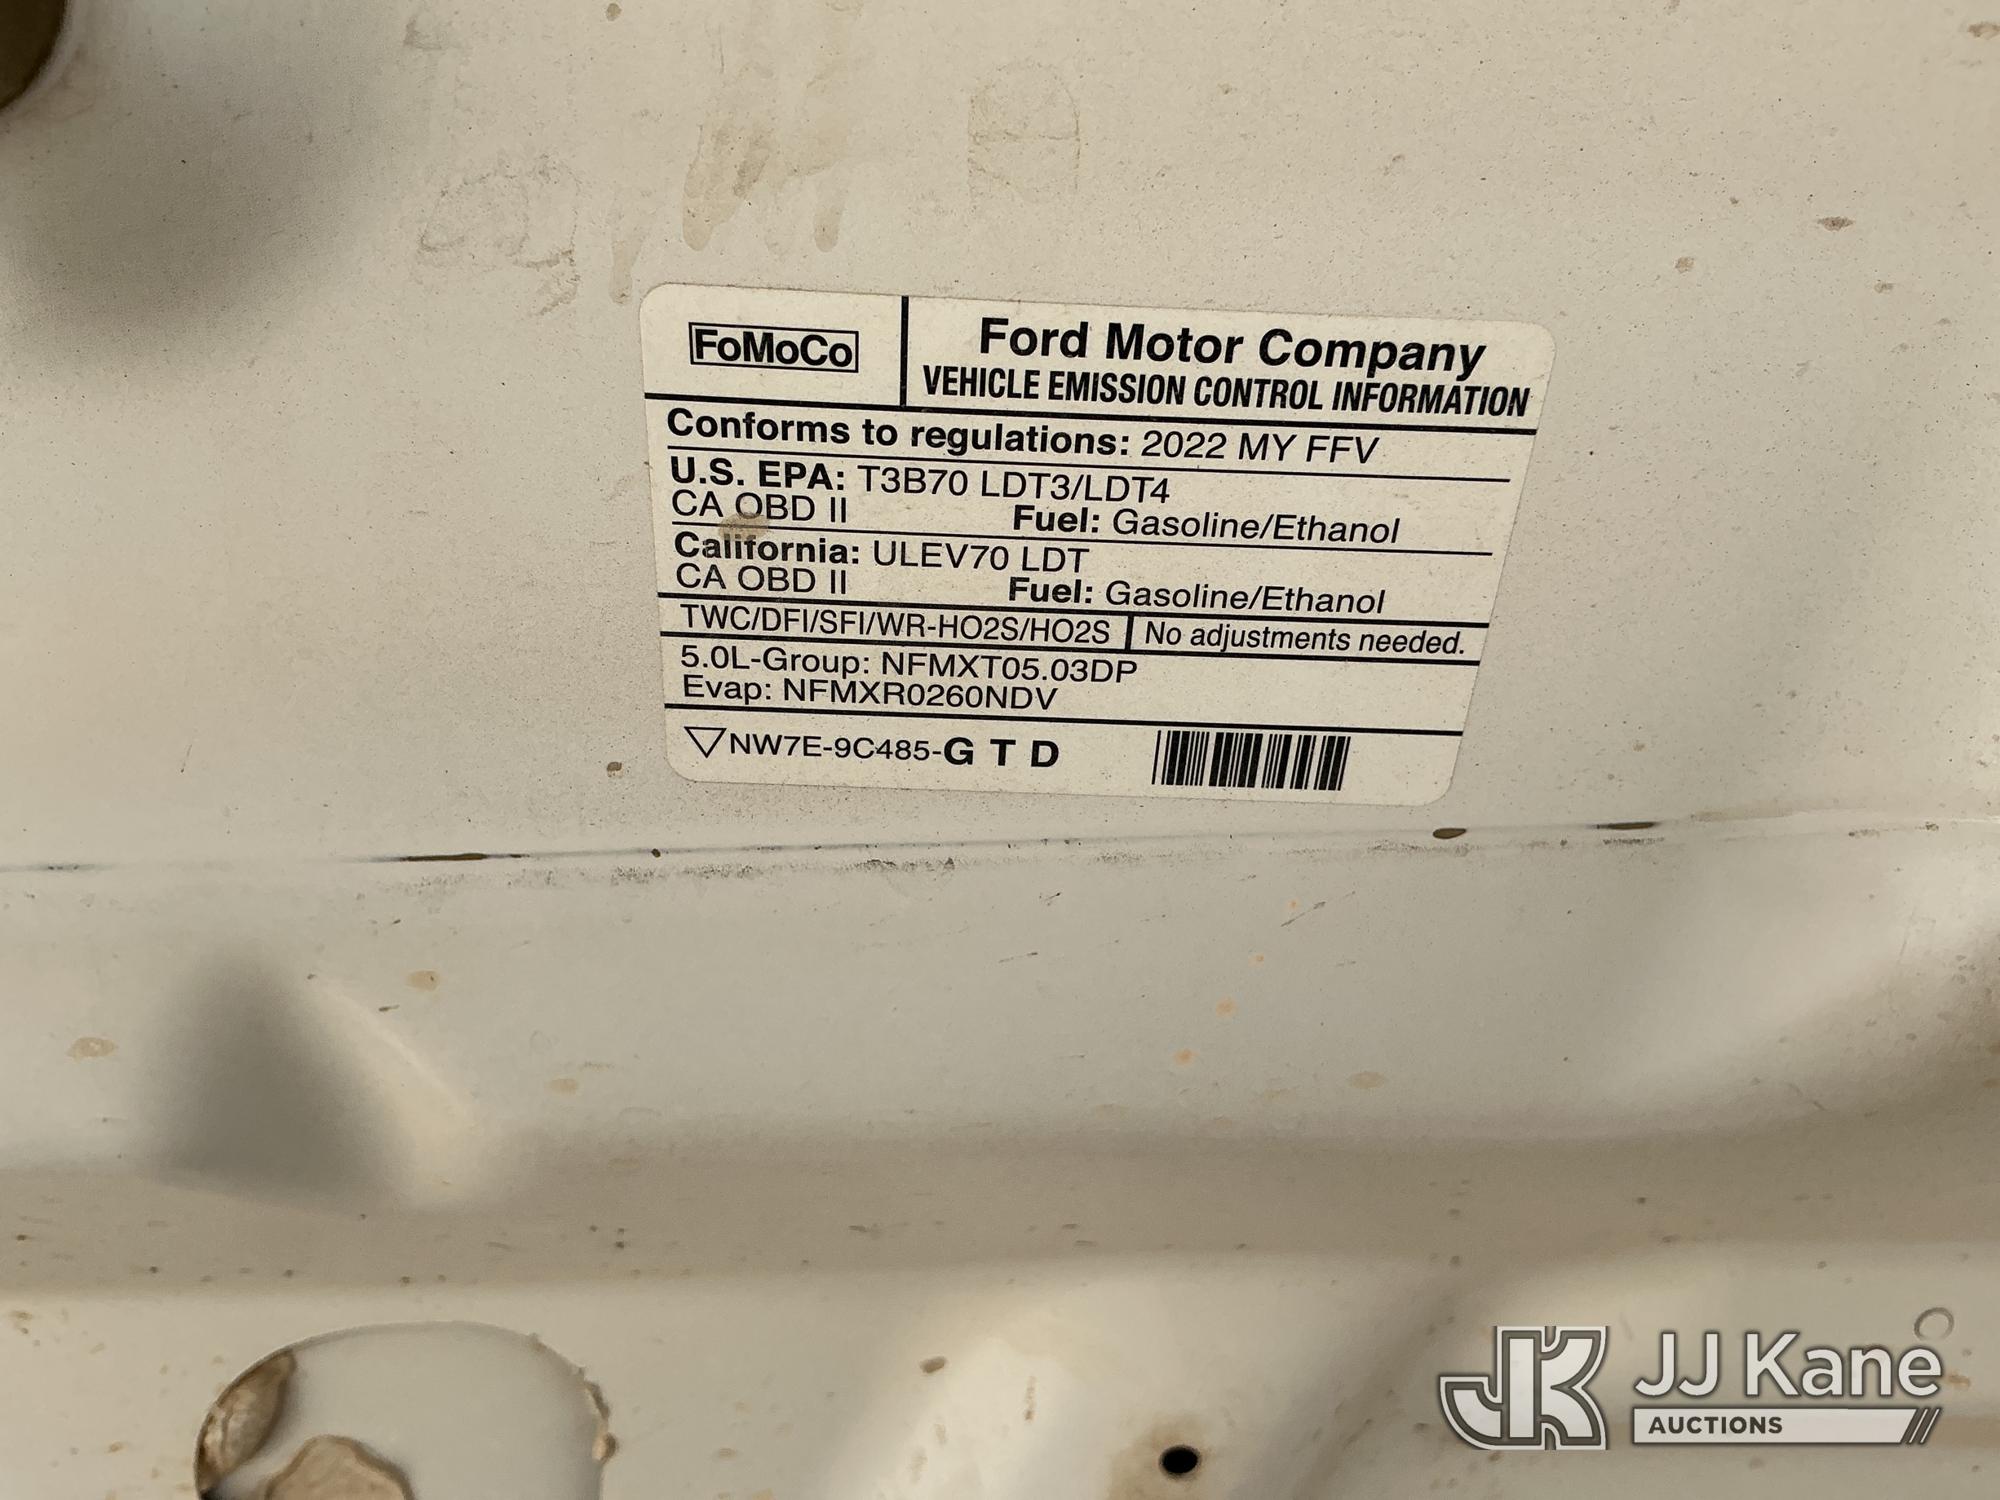 FoMoCo
Ford Motor Company
VEHICLE EMISSION CONTROL INFORMATION
Conforms to regulations: 2022 MY FFV
U.S. EPA: T3B70 LDT3/LDT4
CA OBD II Fuel: Gasoline/Ethanol
California: ULEV70 LDT
CA OBD II Fuel: Gasoline/Ethanol
TWC/DFI/SFI/WR-HO2S/HO2S No adjustments needed.
5.0L-Group: NFMXT05.03DP
Evap: NFMXR0260NDV
NW7E-9C485-G T D
JK JJ Kane
AUCTIONS